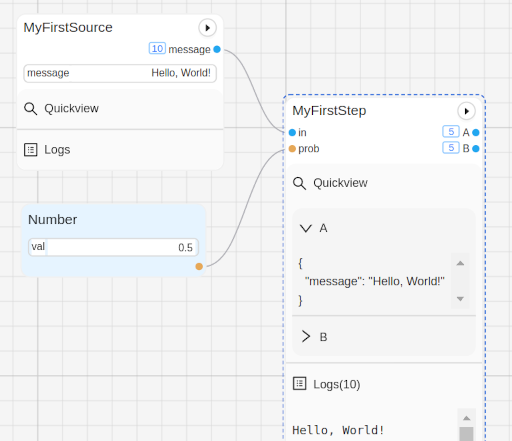 MyFirstSource
10 message
message Hello, World!
Quickview
Logs
Number
val 0.5
MyFirstStep
in 5 A
prob 5 B
Quickview
A
{
"message": "Hello, World!"
}
B
Logs(10)
Hello, World!